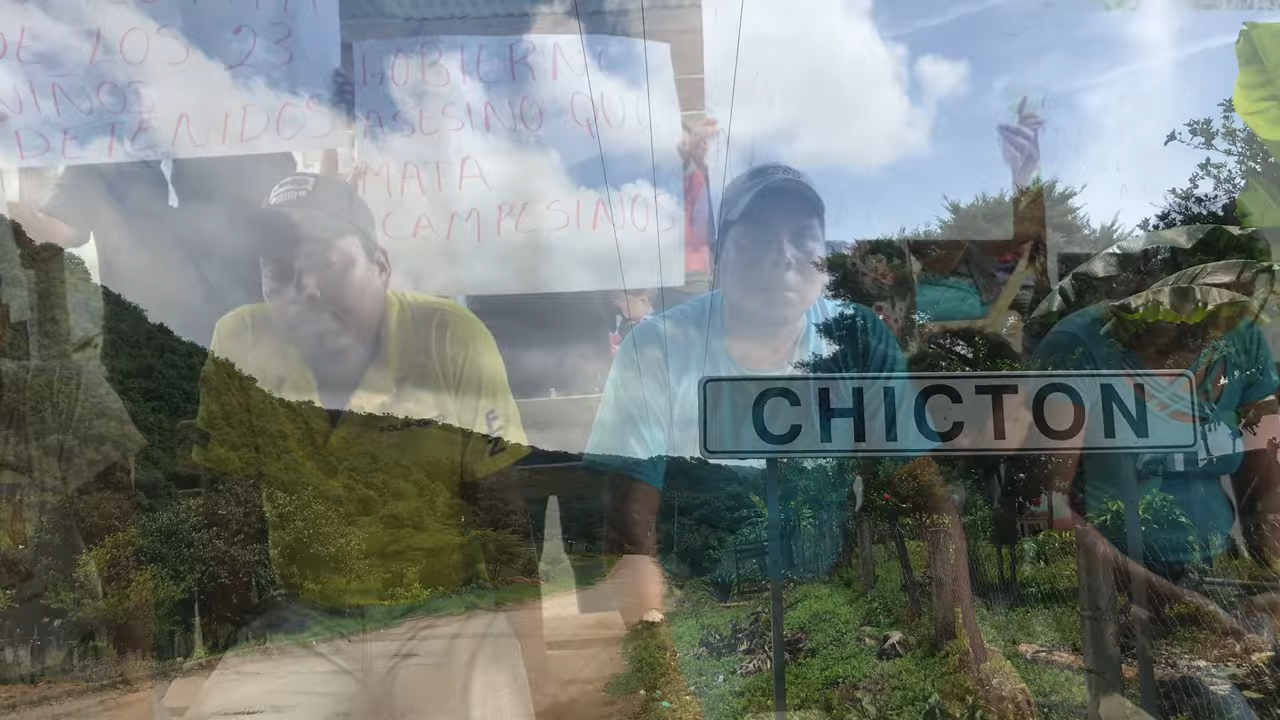 DE LOS 23
NIÑOS
DETENIDOS
GOBIERNO
ASESINO QUE
MATA
CAMPESINOS
CHICTON